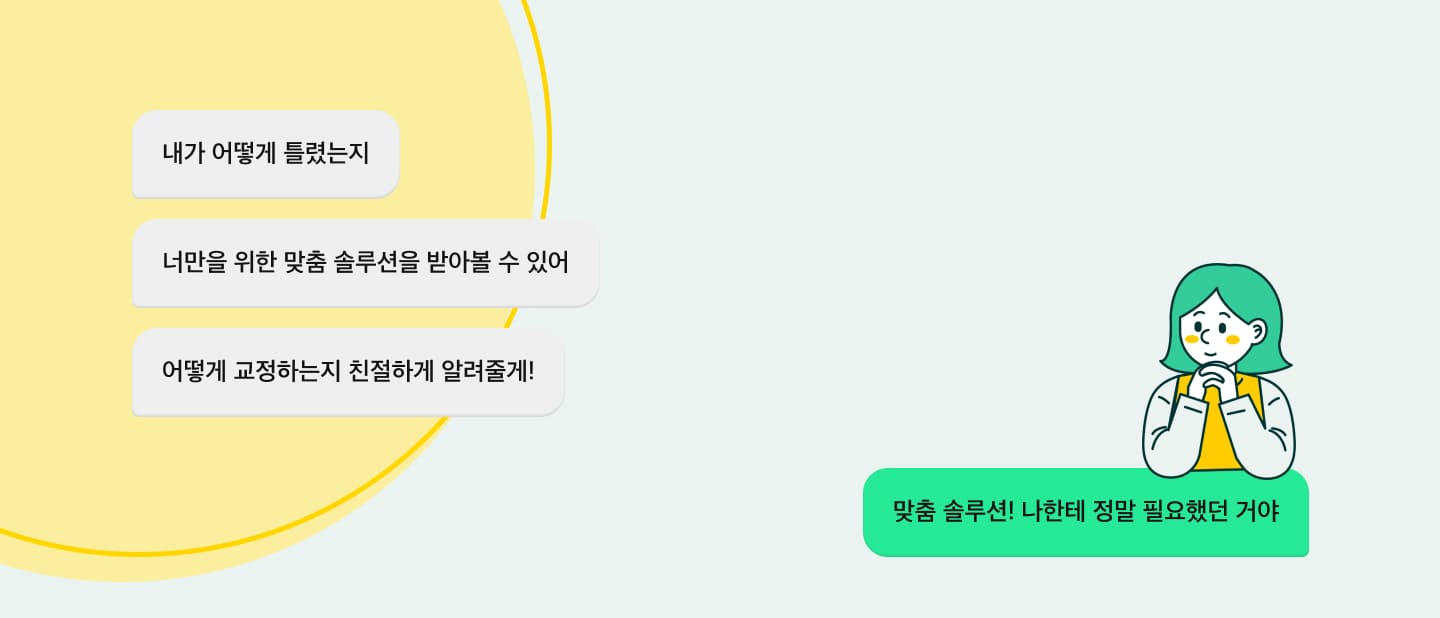 내가 어떻게 틀렸는지
너만을 위한 맞춤 솔루션을 받아볼 수 있어
어떻게 교정하는지 친절하게 알려줄게!
맞춤 솔루션! 나한테 정말 필요했던 거야